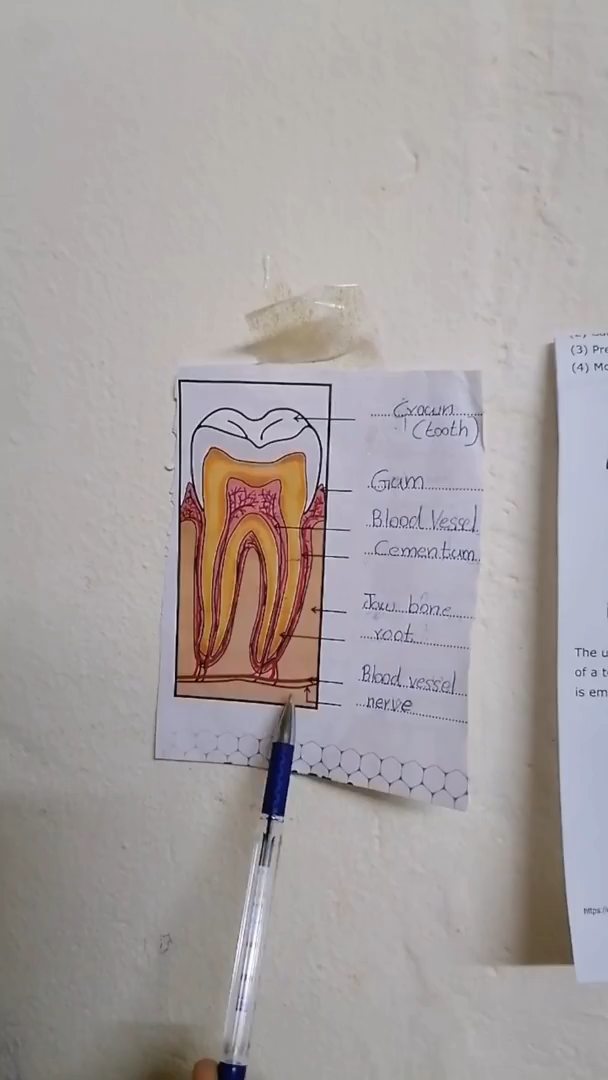 Crown
(tooth)
Gum
Blood Vessel
Cementum
Jaw bone
root
Blood vessel
nerve
(3) Pre
(4) Mo
The u
of a t
is em
https://